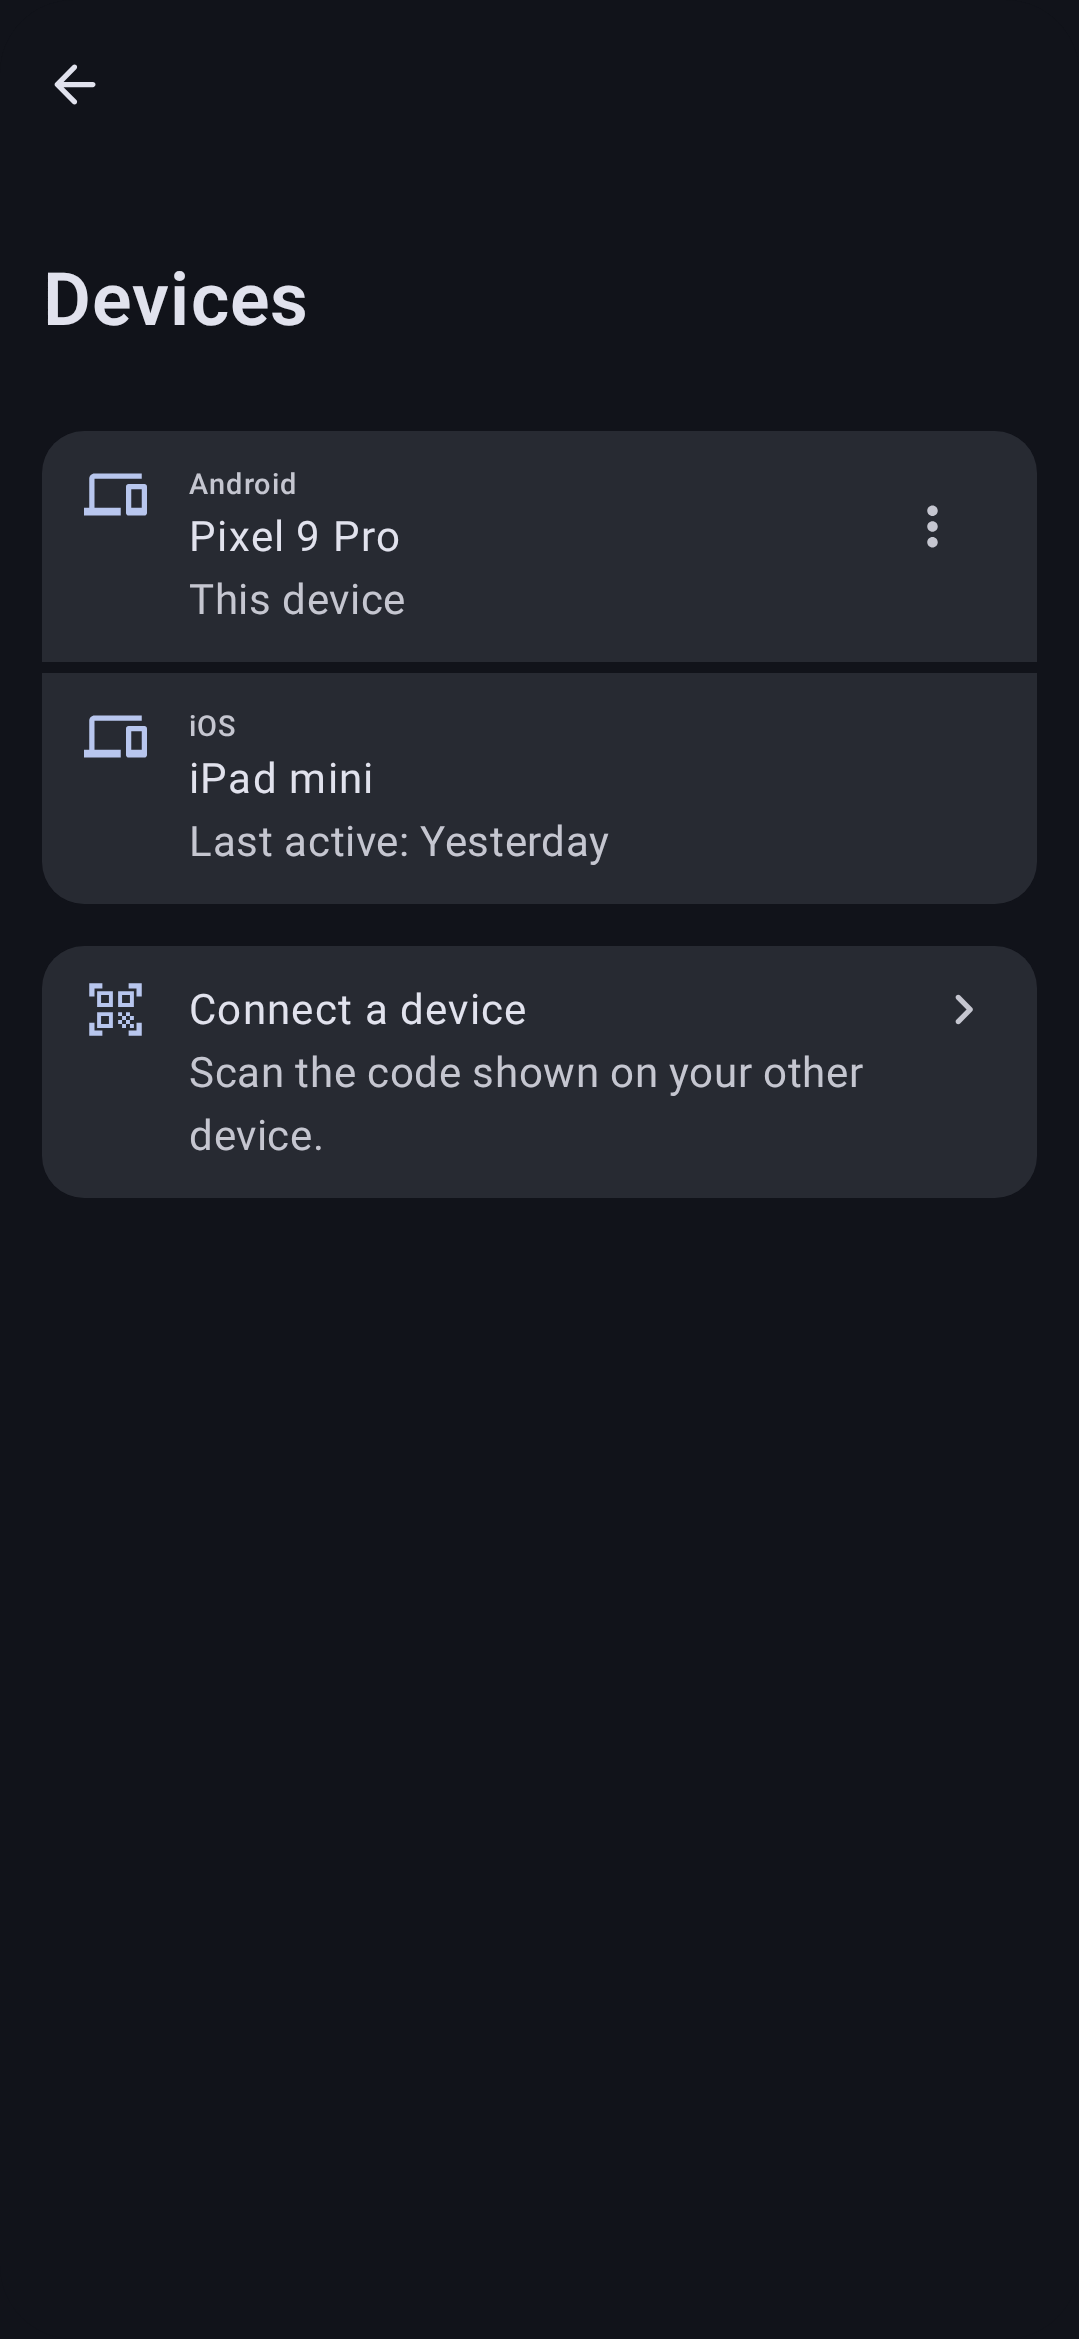 Devices
Android
Pixel 9 Pro
This device
iOS
iPad mini
Last active: Yesterday
Connect a device
Scan the code shown on your other
device.